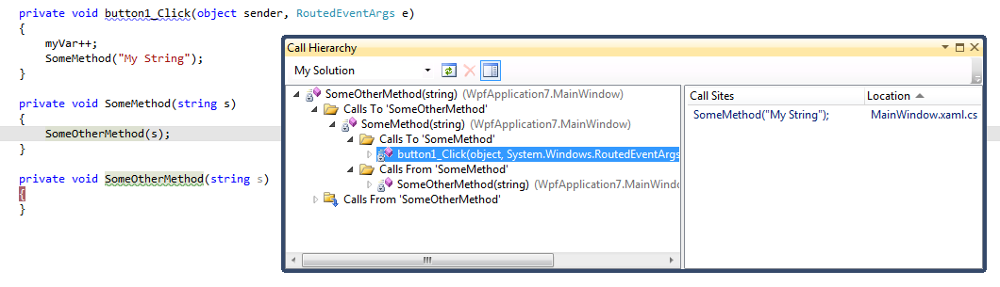 private void button1_Click(object sender, RoutedEventArgs e)
{
myVar++;
SomeMethod("My String");
}
private void SomeMethod(string s)
{
SomeOtherMethod(s);
}
private void SomeOtherMethod(string s)
{
}
Call Hierarchy
My Solution
SomeOtherMethod(string) (WpfApplication7.MainWindow)
Calls To 'SomeOtherMethod'
SomeMethod(string) (WpfApplication7.MainWindow)
Calls To 'SomeMethod'
button1_Click(object, System.Windows.RoutedEventArgs
Calls From 'SomeMethod'
SomeOtherMethod(string) (WpfApplication7.MainWindo
Calls From 'SomeOtherMethod'
Call Sites Location
SomeMethod("My String"); MainWindow.xaml.cs